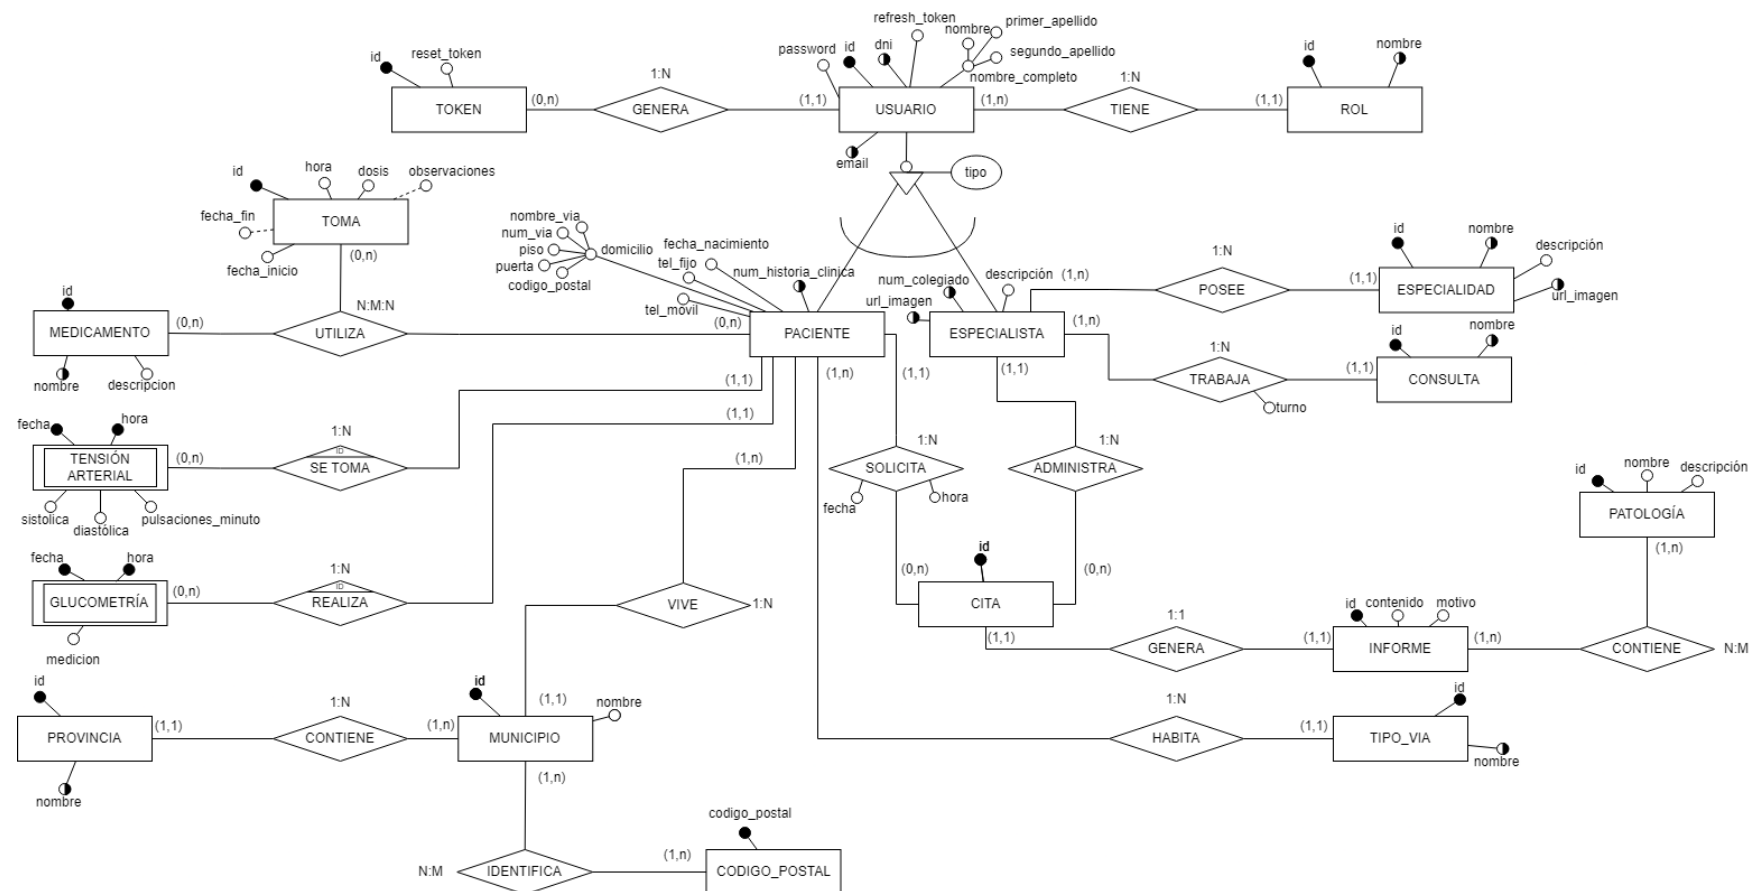 refresh_token
primer_apellido
nombre
reset_token
password
id
dni
segundo_apellido
id
nombre
id
nombre_completo
1:N
1:N
TOKEN
(0,n)
GENERA
(1,1)
USUARIO
(1,n)
TIENE
(1,1)
ROL
email
tipo
id
hora
dosis
observaciones
fecha_fin
TOMA
fecha_inicio
(0,n)
nombre_via
num_via
piso
domicilio
puerta
codigo_postal
fecha_nacimiento
tel_fijo
num_historia_clinica
tel_movil
num_colegiado
descripción
url_imagen
1:N
id
nombre
descripción
(1,n)
POSEE
(1,1)
ESPECIALIDAD
url_imagen
id
N:M:N
MEDICAMENTO
(0,n)
UTILIZA
(0,n)
PACIENTE
ESPECIALISTA
(1,n)
id
nombre
1:N
nombre
descripcion
(1,1)
(1,n)
(1,1)
(1,1)
TRABAJA
(1,1)
CONSULTA
turno
(1,1)
fecha
hora
1:N
TENSIÓN
ARTERIAL
(0,n)
ID
SE TOMA
(1,n)
1:N
1:N
SOLICITA
ADMINISTRA
fecha
hora
sistolica
diastólica
pulsaciones_minuto
id
nombre
descripción
PATOLOGÍA
(1,n)
fecha
hora
1:N
GLUCOMETRÍA
(0,n)
ID
REALIZA
medicion
VIVE
1:N
id
(0,n)
(0,n)
CITA
(1,1)
1:1
GENERA
(1,1)
id
contenido
motivo
INFORME
(1,n)
CONTIENE
N:M
id
id
nombre
(1,1)
1:N
PROVINCIA
(1,1)
CONTIENE
(1,n)
MUNICIPIO
nombre
(1,n)
1:N
HABITA
(1,1)
id
TIPO_VIA
nombre
codigo_postal
N:M
IDENTIFICA
(1,n)
CODIGO_POSTAL